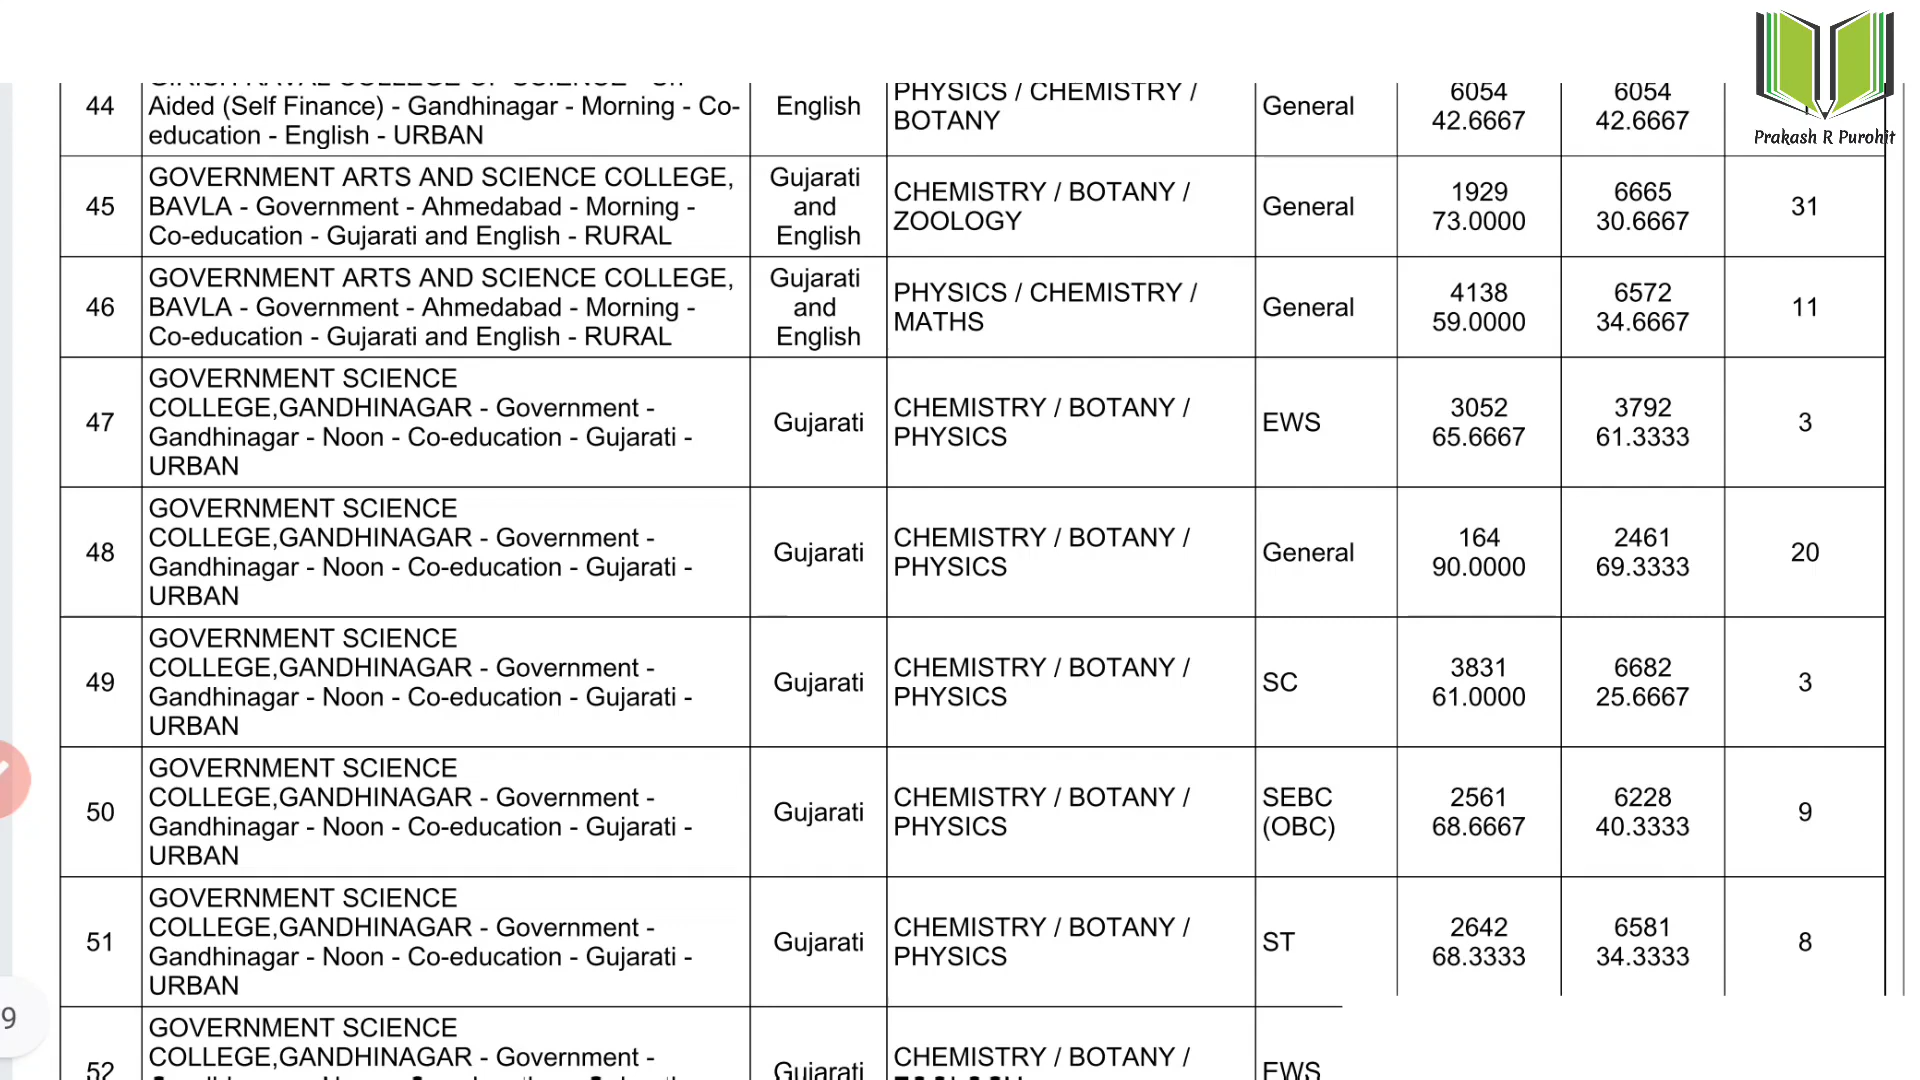 Prakash R Purohit
44
Aided (Self Finance) - Gandhinagar - Morning - Co-
education - English - URBAN
English
PHYSICS / CHEMISTRY /
BOTANY
General
6054
42.6667
6054
42.6667
45
GOVERNMENT ARTS AND SCIENCE COLLEGE,
BAVLA - Government - Ahmedabad - Morning -
Co-education - Gujarati and English - RURAL
Gujarati
and
English
CHEMISTRY / BOTANY /
ZOOLOGY
General
1929
73.0000
6665
30.6667
31
46
GOVERNMENT ARTS AND SCIENCE COLLEGE,
BAVLA - Government - Ahmedabad - Morning -
Co-education - Gujarati and English - RURAL
Gujarati
and
English
PHYSICS / CHEMISTRY /
MATHS
General
4138
59.0000
6572
34.6667
11
47
GOVERNMENT SCIENCE
COLLEGE,GANDHINAGAR - Government -
Gandhinagar - Noon - Co-education - Gujarati -
URBAN
Gujarati
CHEMISTRY / BOTANY /
PHYSICS
EWS
3052
65.6667
3792
61.3333
3
48
GOVERNMENT SCIENCE
COLLEGE,GANDHINAGAR - Government -
Gandhinagar - Noon - Co-education - Gujarati -
URBAN
Gujarati
CHEMISTRY / BOTANY /
PHYSICS
General
164
90.0000
2461
69.3333
20
49
GOVERNMENT SCIENCE
COLLEGE,GANDHINAGAR - Government -
Gandhinagar - Noon - Co-education - Gujarati -
URBAN
Gujarati
CHEMISTRY / BOTANY /
PHYSICS
SC
3831
61.0000
6682
25.6667
3
50
GOVERNMENT SCIENCE
COLLEGE,GANDHINAGAR - Government -
Gandhinagar - Noon - Co-education - Gujarati -
URBAN
Gujarati
CHEMISTRY / BOTANY /
PHYSICS
SEBC
(OBC)
2561
68.6667
6228
40.3333
9
51
GOVERNMENT SCIENCE
COLLEGE,GANDHINAGAR - Government -
Gandhinagar - Noon - Co-education - Gujarati -
URBAN
Gujarati
CHEMISTRY / BOTANY /
PHYSICS
ST
2642
68.3333
6581
34.3333
8
9
52
GOVERNMENT SCIENCE
COLLEGE,GANDHINAGAR - Government -
Gujarati
CHEMISTRY / BOTANY /
EWS